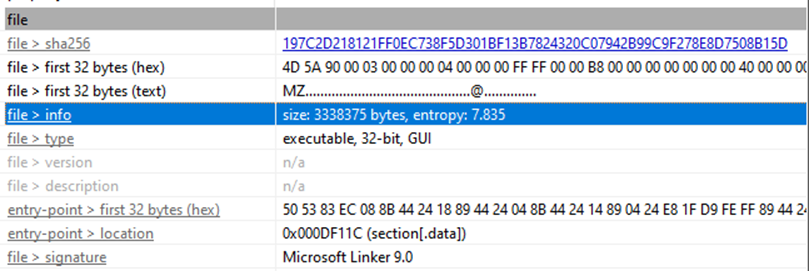 file
file > sha256 197C2D218121FF0EC738F5D301BF13B7824320C07942B99C9F278E8D7508B15D
file > first 32 bytes (hex) 4D 5A 90 00 03 00 00 00 04 00 00 00 FF FF 00 00 B8 00 00 00 00 00 00 00 40 00 00 00
file > first 32 bytes (text) MZ..........................................@..............
file > info size: 3338375 bytes, entropy: 7.835
file > type executable, 32-bit, GUI
file > version n/a
file > description n/a
entry-point > first 32 bytes (hex) 50 53 83 EC 08 8B 44 24 18 89 44 24 04 8B 44 24 14 89 04 24 E8 1F D9 FE FF 89 44 24
entry-point > location 0x000DF11C (section[.data])
file > signature Microsoft Linker 9.0